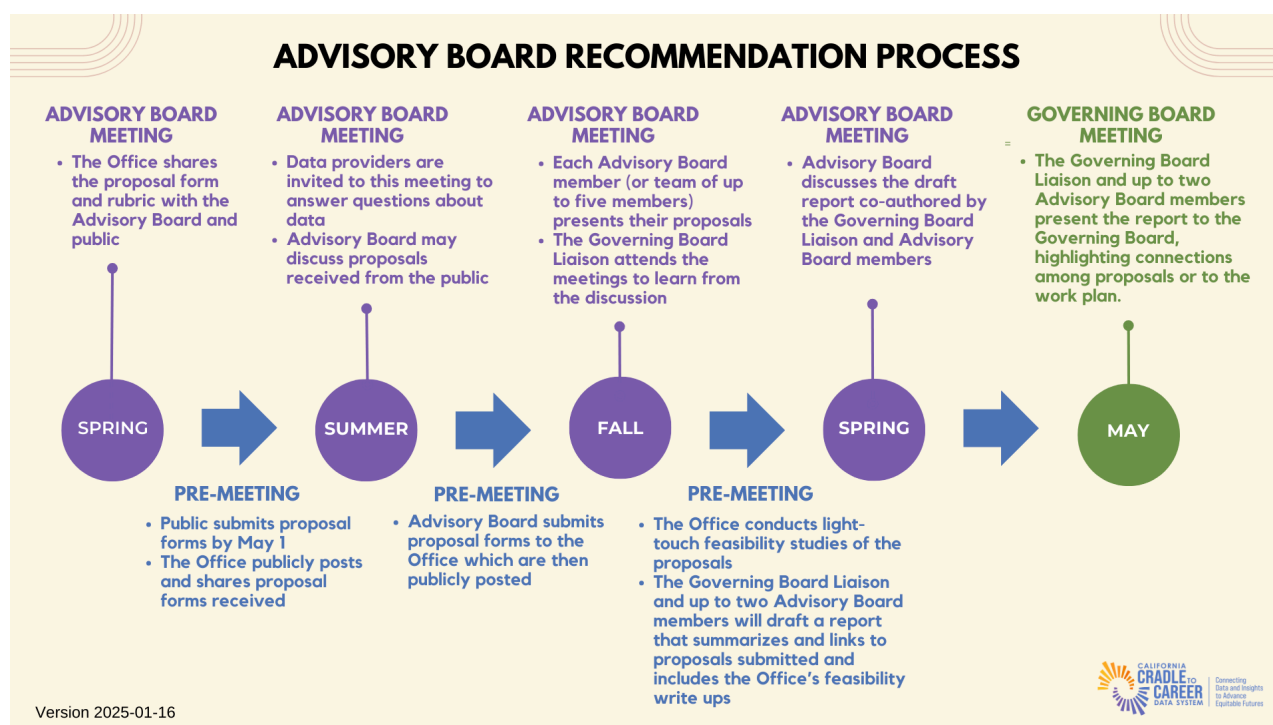 ADVISORY BOARD RECOMMENDATION PROCESS
ADVISORY BOARD
MEETING
• The Office shares
the proposal form
and rubric with the
Advisory Board and
public
ADVISORY BOARD
MEETING
• Data providers are
invited to this meeting to
answer questions about
data
• Advisory Board may
discuss proposals
received from the public
ADVISORY BOARD
MEETING
• Each Advisory Board
member (or team of up
to five members)
presents their proposals
• The Governing Board
Liaison attends the
meetings to learn from
the discussion
ADVISORY BOARD
MEETING
• Advisory Board
discusses the draft
report co-authored by
the Governing Board
Liaison and Advisory
Board members
GOVERNING BOARD
MEETING
=
• The Governing Board
Liaison and up to two
Advisory Board members
present the report to the
Governing Board,
highlighting connections
among proposals or to the
work plan.
SPRING
SUMMER
FALL
SPRING
MAY
PRE-MEETING
• Public submits proposal
forms by May 1
• The Office publicly posts
and shares proposal
forms received
PRE-MEETING
• Advisory Board submits
proposal forms to the
Office which are then
publicly posted
PRE-MEETING
• The Office conducts light-
touch feasibility studies of the
proposals
• The Governing Board Liaison
and up to two Advisory Board
members will draft a report
that summarizes and links to
proposals submitted and
includes the Office's feasibility
write ups
Version 2025-01-16
CALIFORNIA
CRADLE TO
CAREER
DATA SYSTEM
Connecting
Data and Insights
to Advance
Equitable Futures